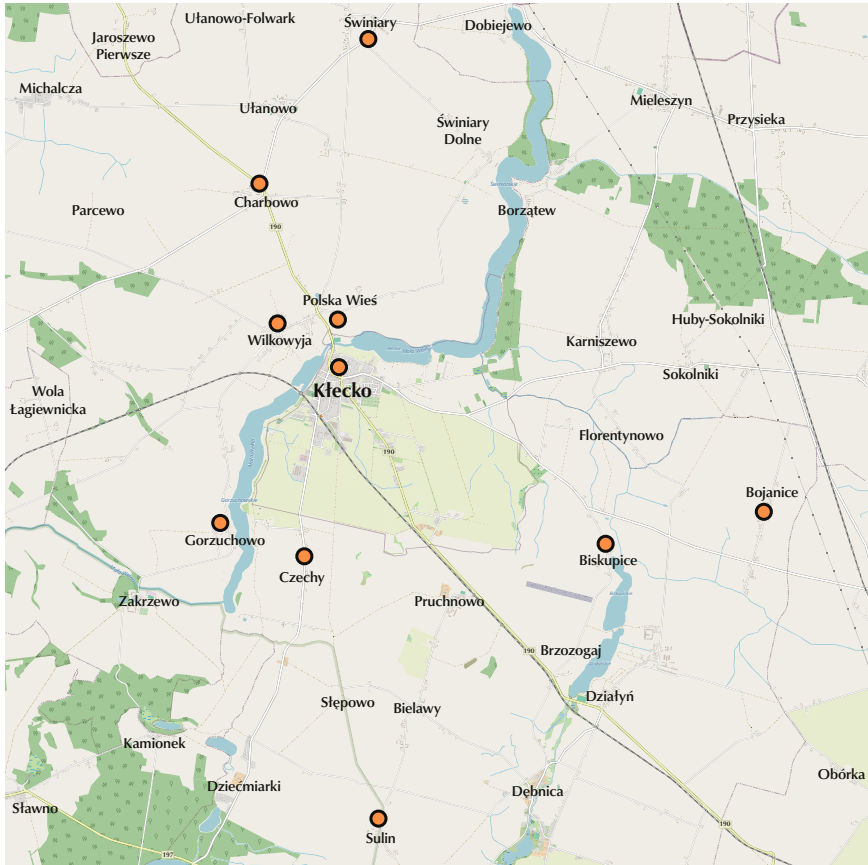 Ułanowo-Folwark
Świniary
Dobiejewo
Jaroszewo
Pierwsze
Michalcza
Ułanowo
Mieleszyn
Przysieka
Świniary
Dolne
Charbowo
Parcewo
Borzątew
190
Polska Wieś
Wilkowyja
Huby-Sokolniki
Karniszewo
Sokolniki
Kłecko
Wola
Łagiewnicka
Florentynowo
190
Bojanice
Gorzuchowo
Biskupice
Czechy
Zakrzewo
Pruchnowo
Brzozogaj
190
Działyń
Słępowo
Bielawy
Kamionek
Dziećmiarki
Dębnica
Obórka
Sławno
190
Sulin
197